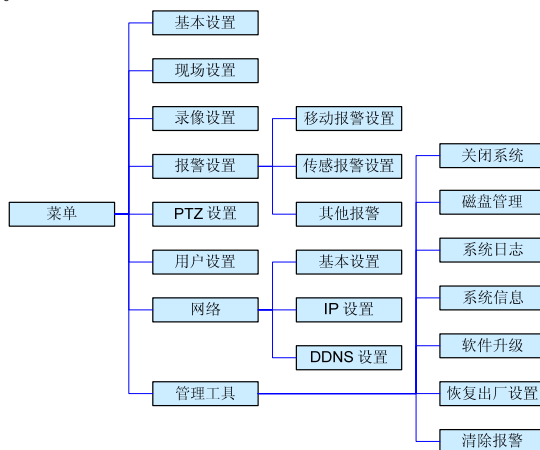 基本设置
现场设置
录像设置
移动报警设置
报警设置
传感报警设置
关闭系统
磁盘管理
菜单
PTZ 设置
其他报警
系统日志
用户设置
基本设置
系统信息
网络
IP 设置
软件升级
DDNS 设置
管理工具
恢复出厂设置
清除报警